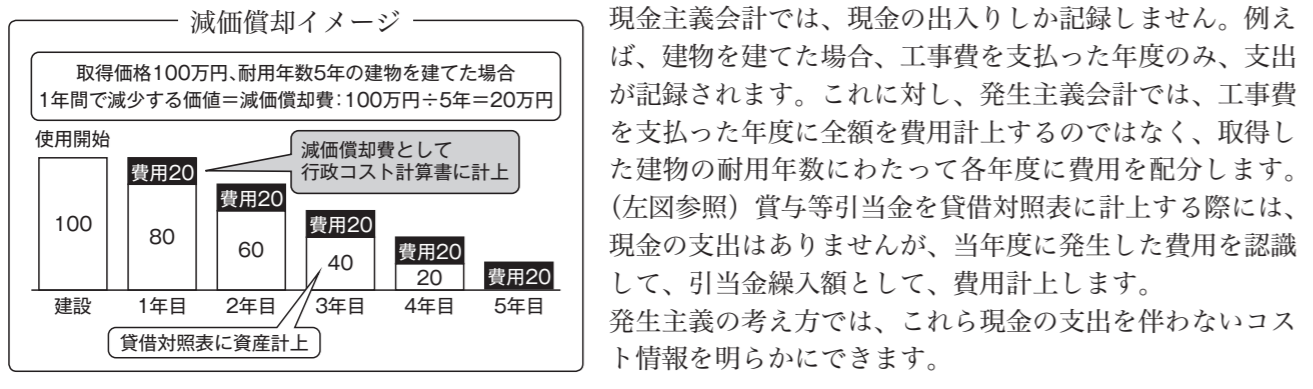 減価償却イメージ
取得価格100万円、耐用年数5年の建物を建てた場合
1年間で減少する価値＝減価償却費：100万円÷5年＝20万円
使用開始
減価償却費として
行政コスト計算書に計上
100
費用20
80
費用20
60
費用20
40
費用20
20
費用20
建設
1年目
2年目
3年目
4年目
5年目
貸借対照表に資産計上
現金主義会計では、現金の出入りしか記録しません。例え
ば、建物を建てた場合、工事費を支払った年度のみ、支出
が記録されます。これに対し、発生主義会計では、工事費
を支払った年度に全額を費用計上するのではなく、取得し
た建物の耐用年数にわたって各年度に費用を配分します。
（左図参照）賞与等引当金を貸借対照表に計上する際には、
現金の支出はありませんが、当年度に発生した費用を認識
して、引当金繰入額として、費用計上します。
発生主義の考え方では、これら現金の支出を伴わないコス
ト情報を明らかにできます。